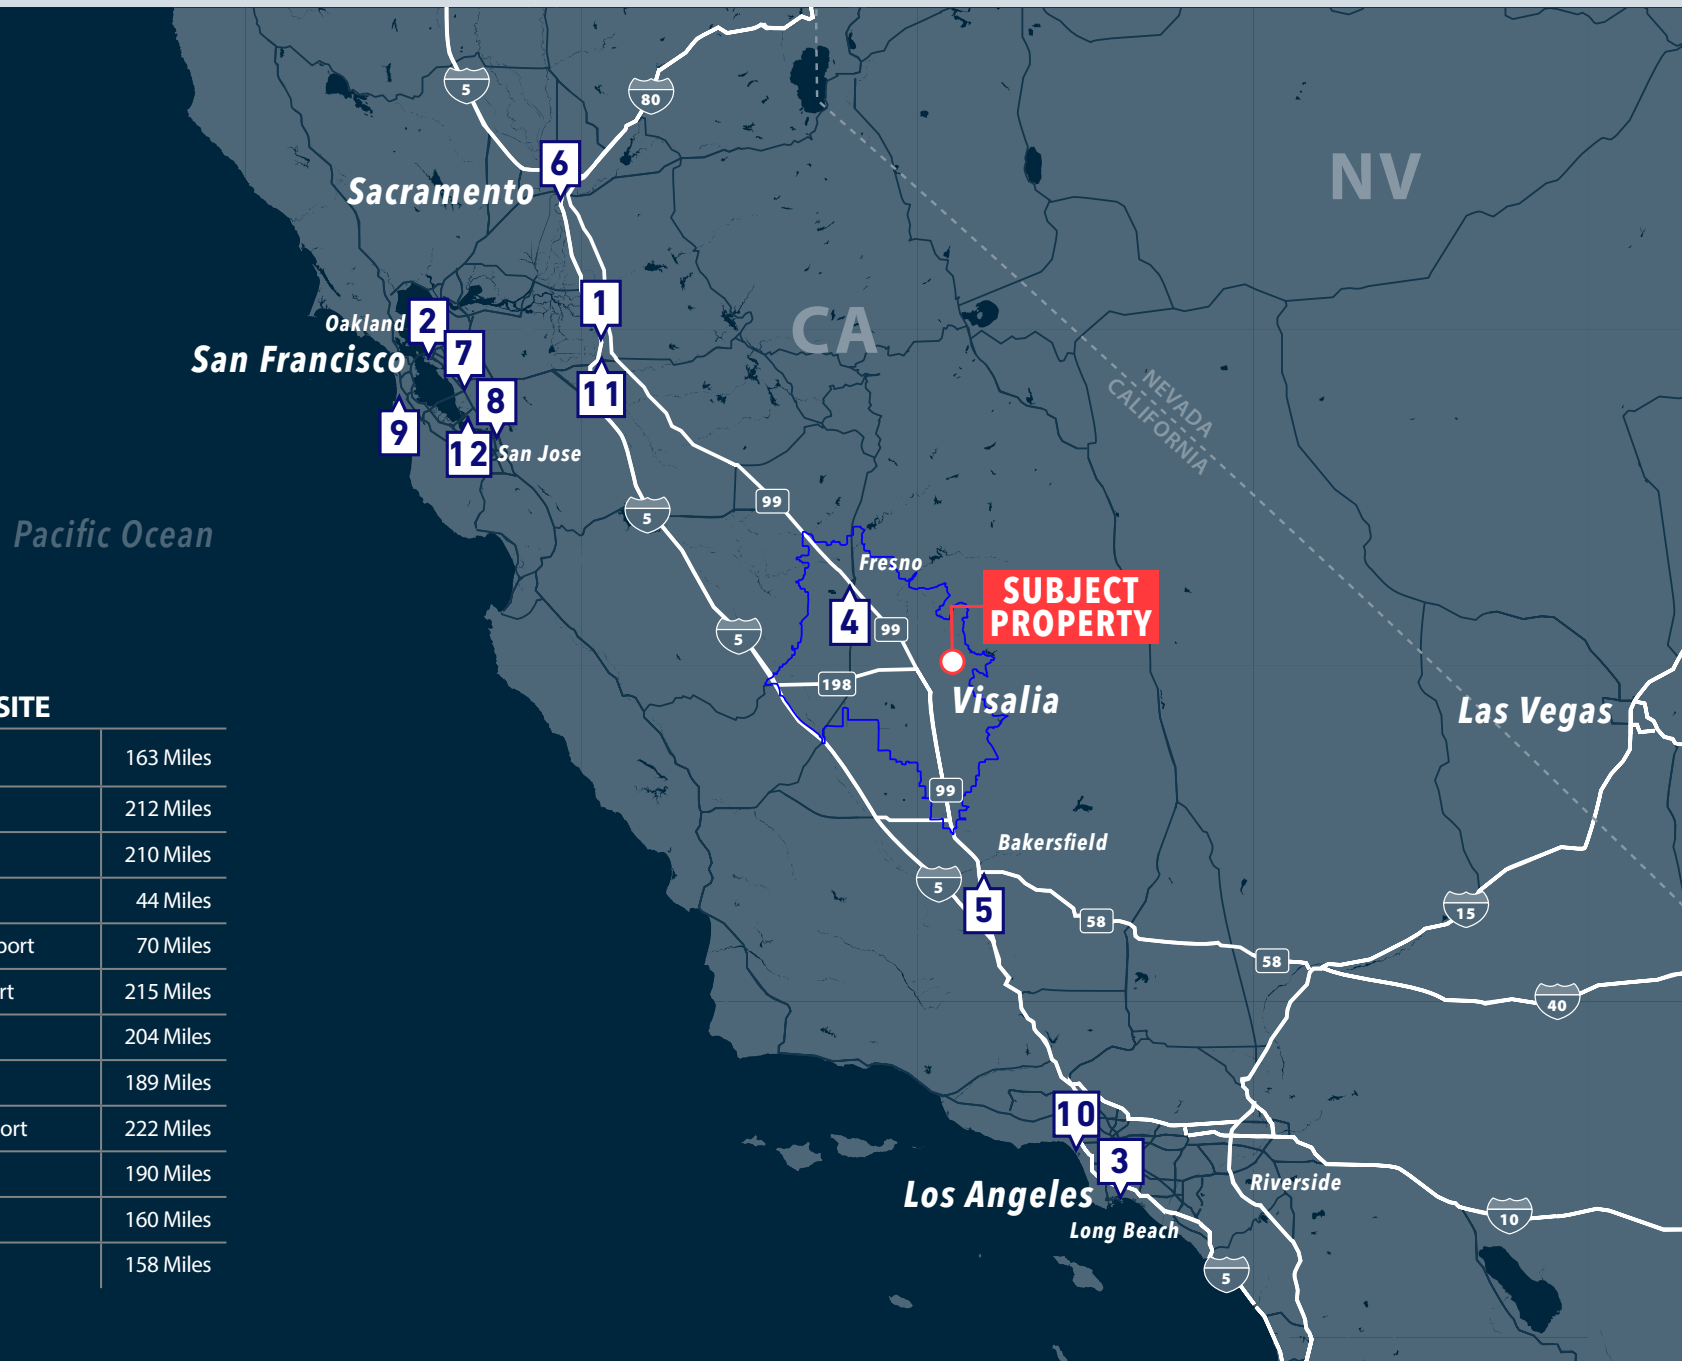 5
80
6
Sacramento
NV
1
2
Oakland
CA
7
San Francisco
8
11
NEVADA
CALIFORNIA
9
12
San Jose
99
5
Pacific Ocean
Fresno
SUBJECT
PROPERTY
4
99
5
198
Visalia
Las Vegas
SITE
163 Miles
212 Miles
99
Bakersfield
210 Miles
5
44 Miles
5
58
15
port
70 Miles
58
rt
215 Miles
40
204 Miles
189 Miles
10
ort
222 Miles
3
190 Miles
Riverside
Los Angeles
160 Miles
10
Long Beach
158 Miles
5